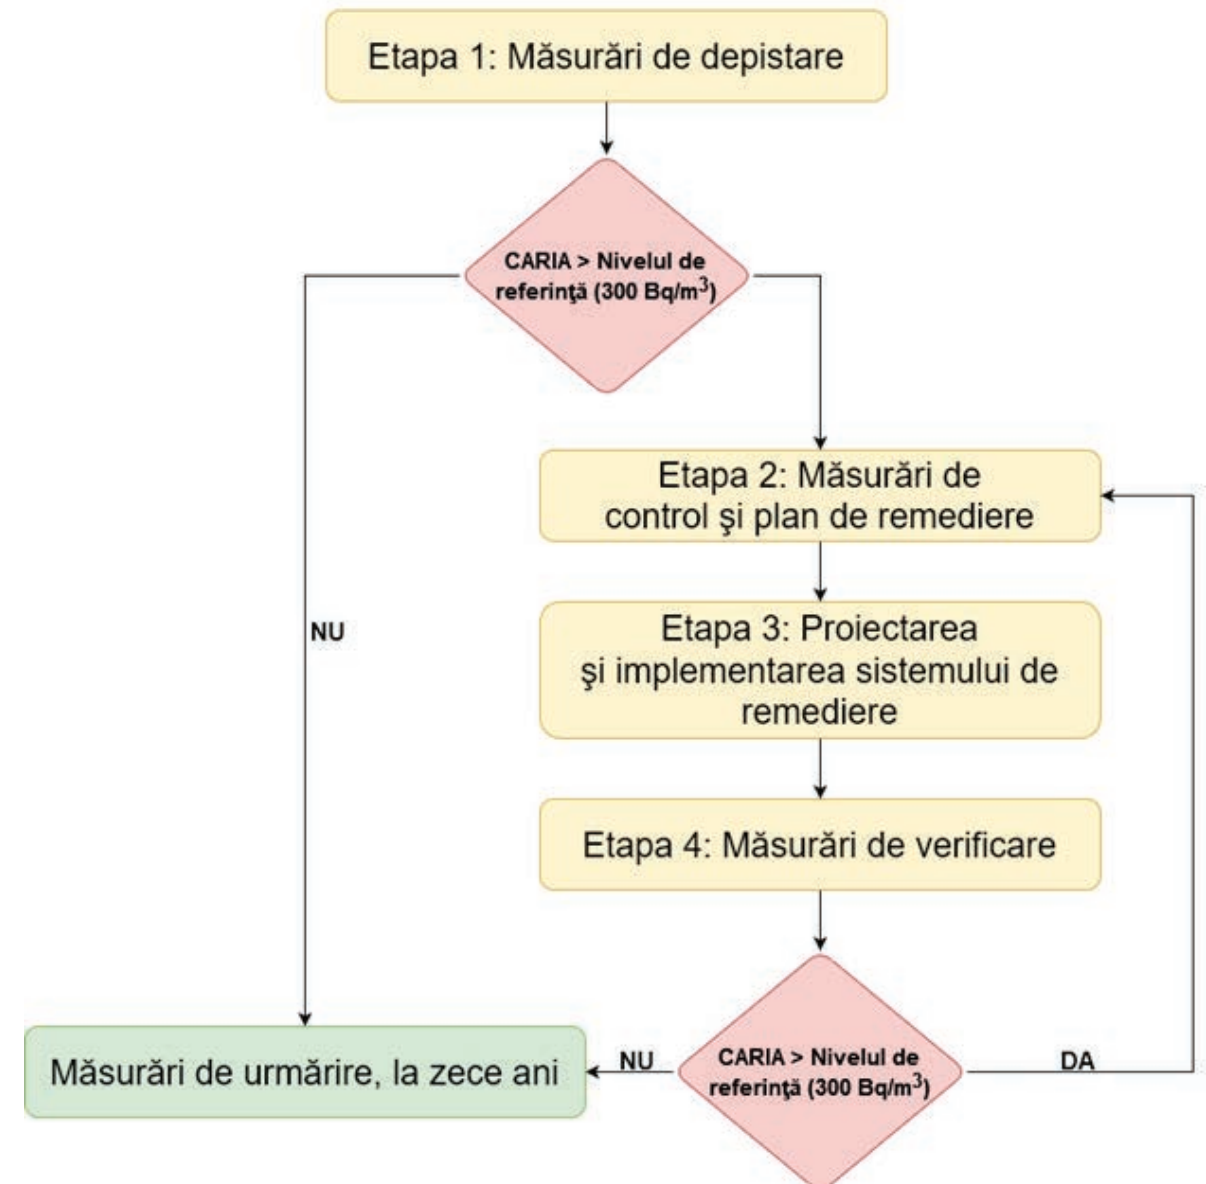 Etapa 1: Măsurări de depistare
CARIA > Nivelul de
referinţă (300 Bq/m³)
Etapa 2: Măsurări de
control şi plan de remediere
NU
Etapa 3: Proiectarea
şi implementarea sistemului de
remediere
Etapa 4: Măsurări de verificare
Măsurări de urmărire, la zece ani
NU
CARIA > Nivelul de
referinţă (300 Bq/m³)
DA